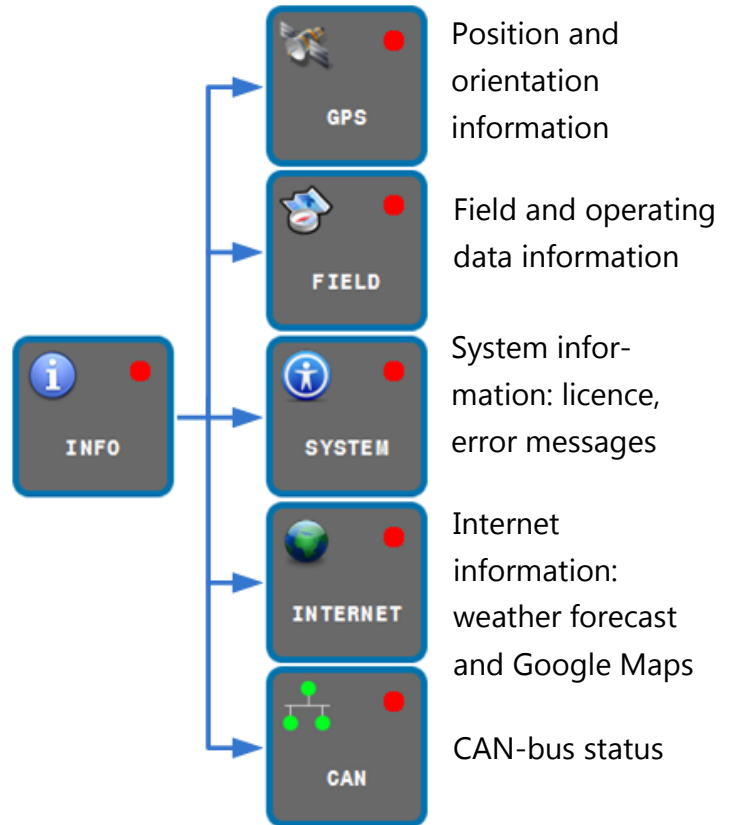 Position and
orientation
information
GPS
Field and operating
data information
FIELD
System infor-
mation: licence,
error messages
INFO
SYSTEM
Internet
information:
weather forecast
and Google Maps
INTERNET
CAN-bus status
CAN